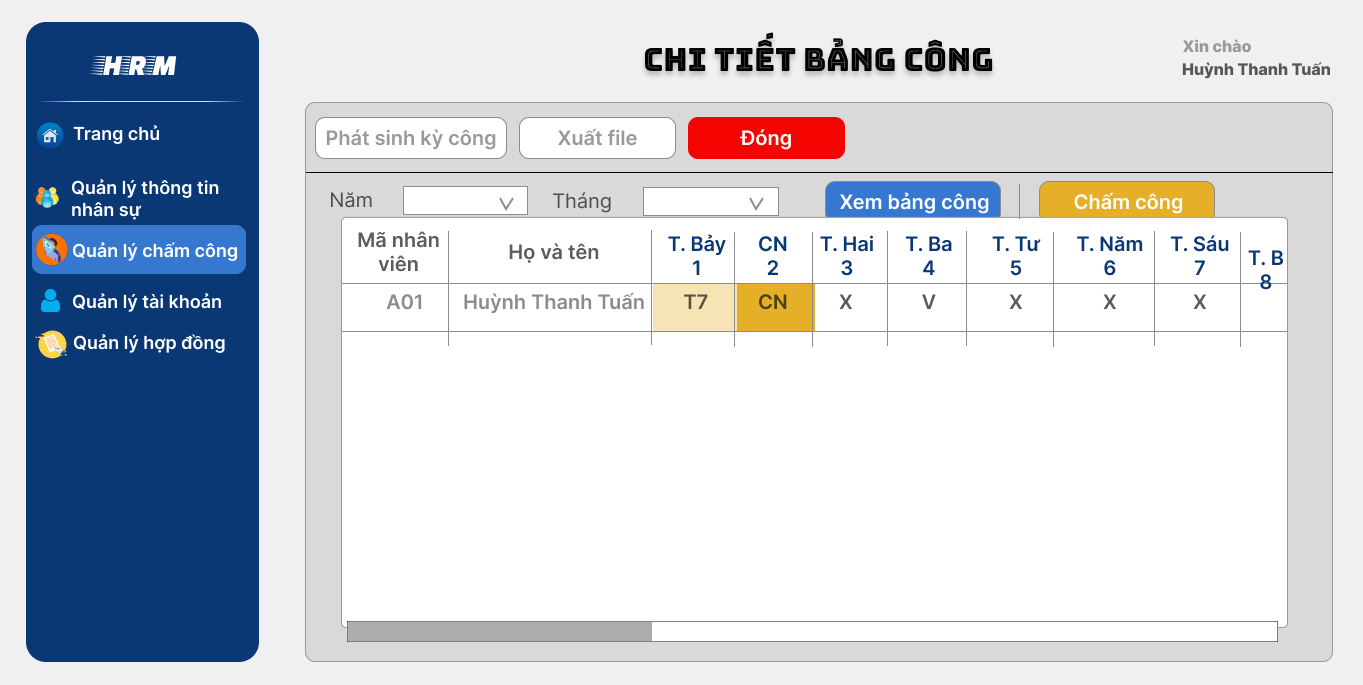 HRM
Trang chủ
Quản lý thông tin
nhân sự
Quản lý chấm công
Quản lý tài khoản
Quản lý hợp đồng
CHI TIẾT BẢNG CÔNG
Xin chào
Huỳnh Thanh Tuấn
Phát sinh kỳ công Xuất file Đóng
Năm Tháng Xem bảng công Chấm công
Mã nhân
viên
Họ và tên
T. Bảy
1
CN
2
T. Hai
3
T. Ba
4
T. Tư
5
T. Năm
6
T. Sáu
7
T. B
8
A01 Huỳnh Thanh Tuấn T7 CN X V X X X